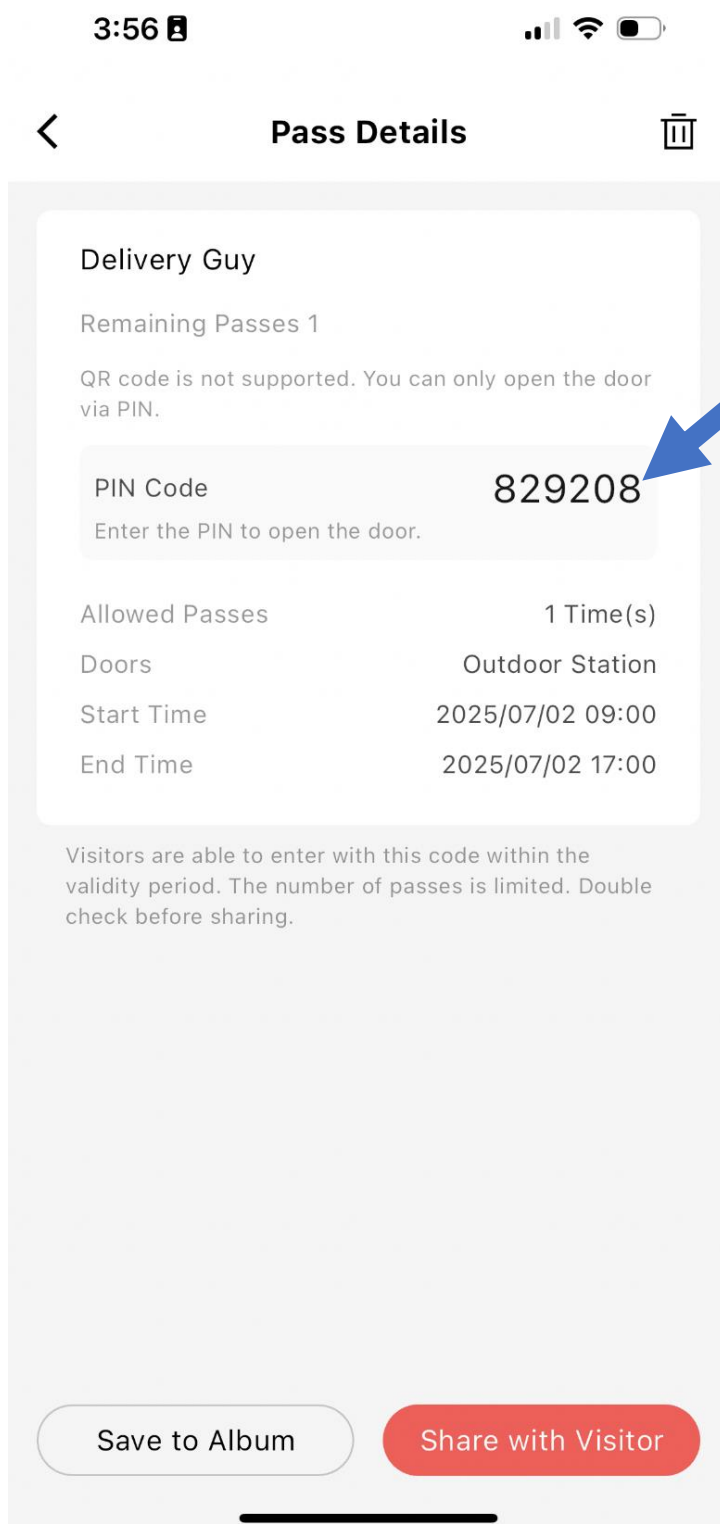 3:56
Pass Details
Delivery Guy
Remaining Passes 1
QR code is not supported. You can only open the door
via PIN.
PIN Code 829208
Enter the PIN to open the door.
Allowed Passes 1 Time(s)
Doors Outdoor Station
Start Time 2025/07/02 09:00
End Time 2025/07/02 17:00
Visitors are able to enter with this code within the
validity period. The number of passes is limited. Double
check before sharing.
Save to Album Share with Visitor